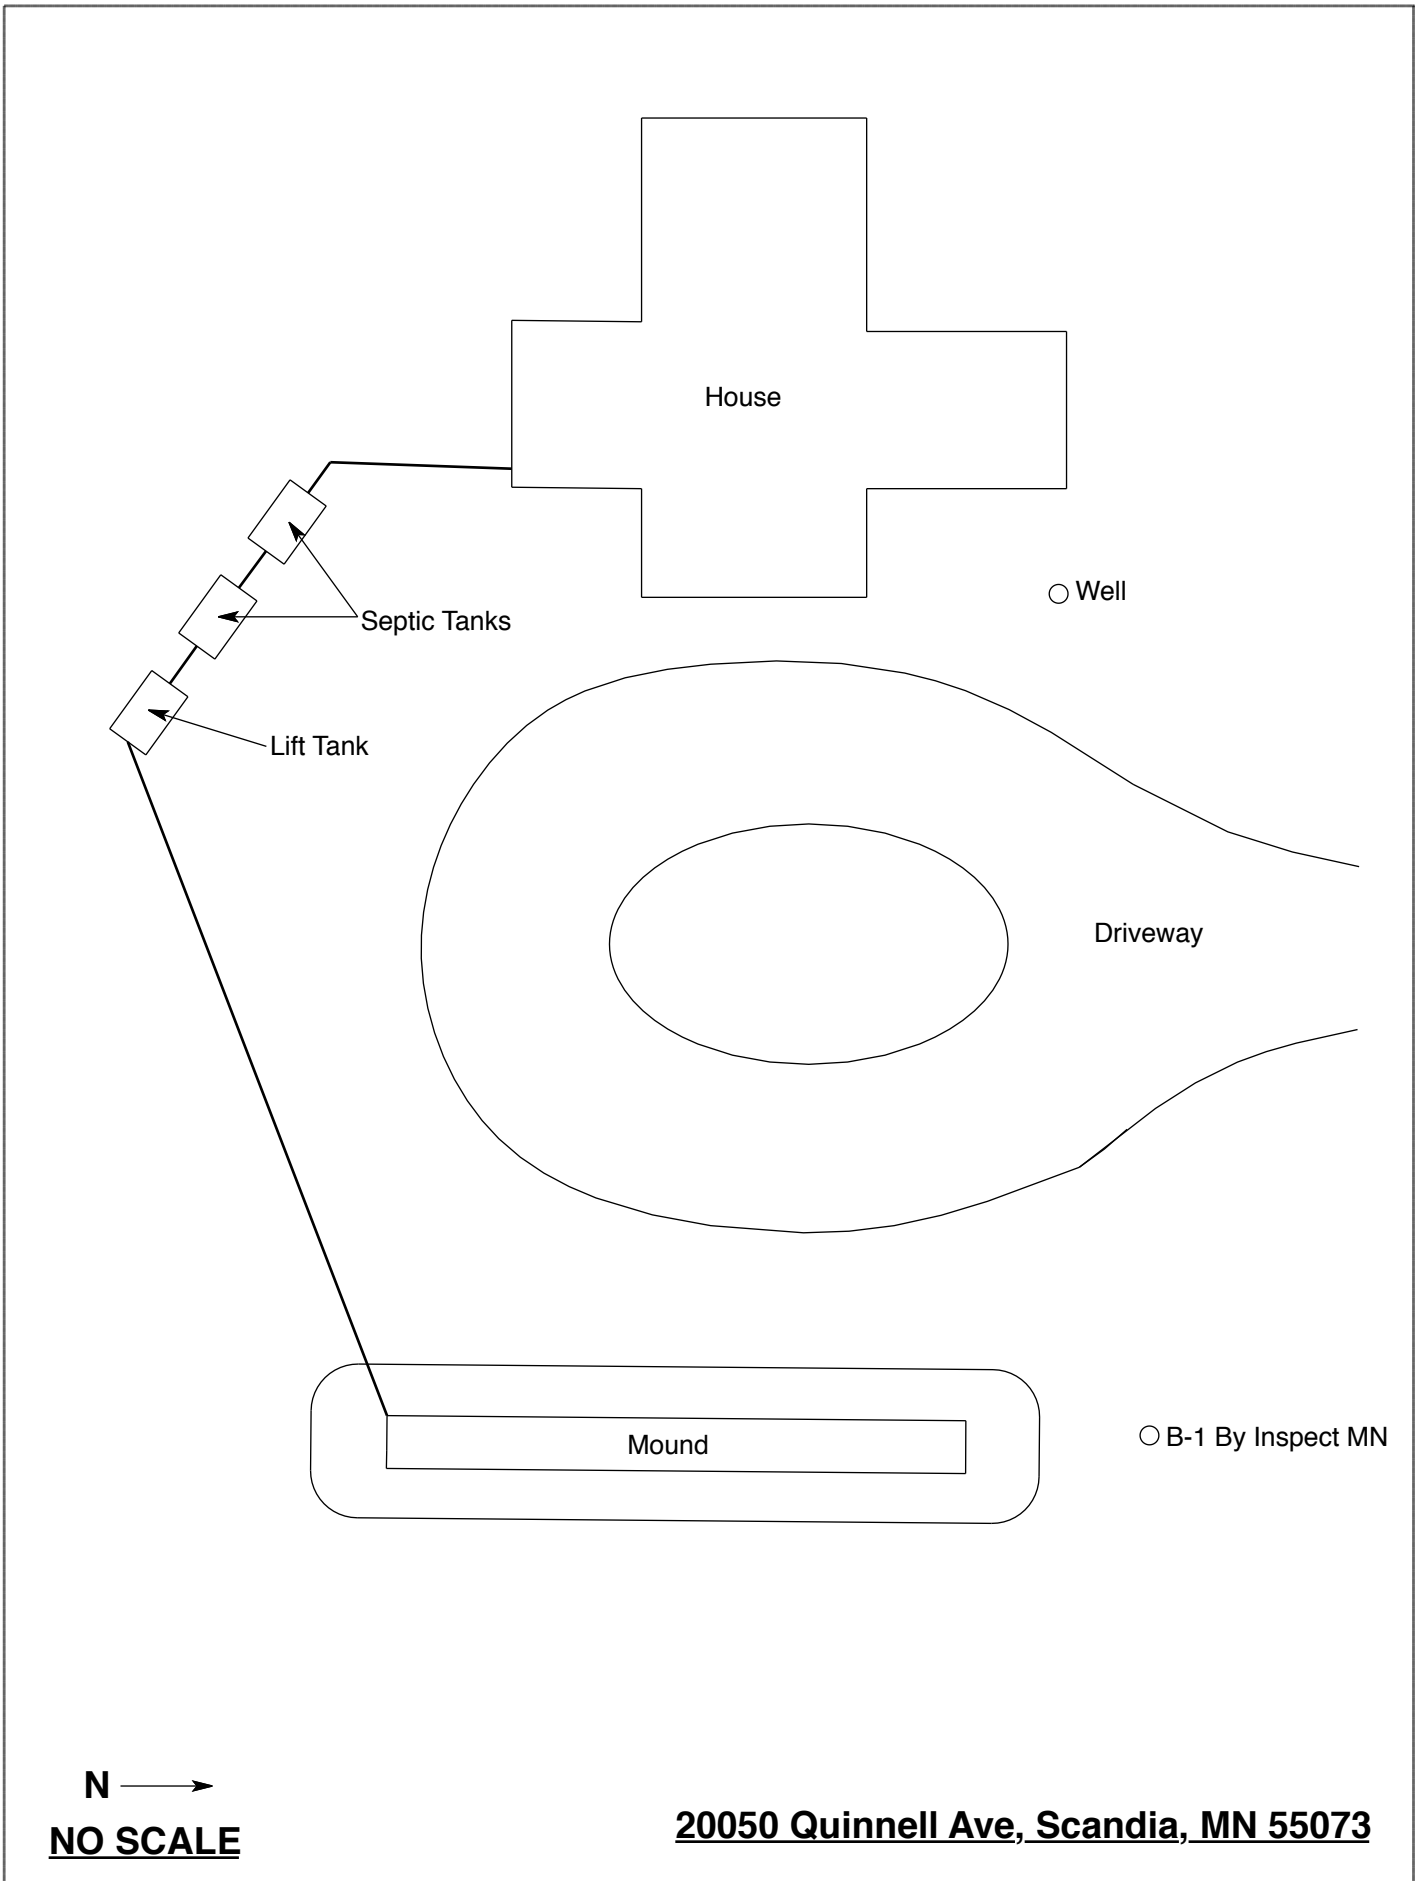 House
Well
Septic Tanks
Lift Tank
Driveway
B-1 By Inspect MN
Mound
N
NO SCALE
20050 Quinnell Ave, Scandia, MN 55073